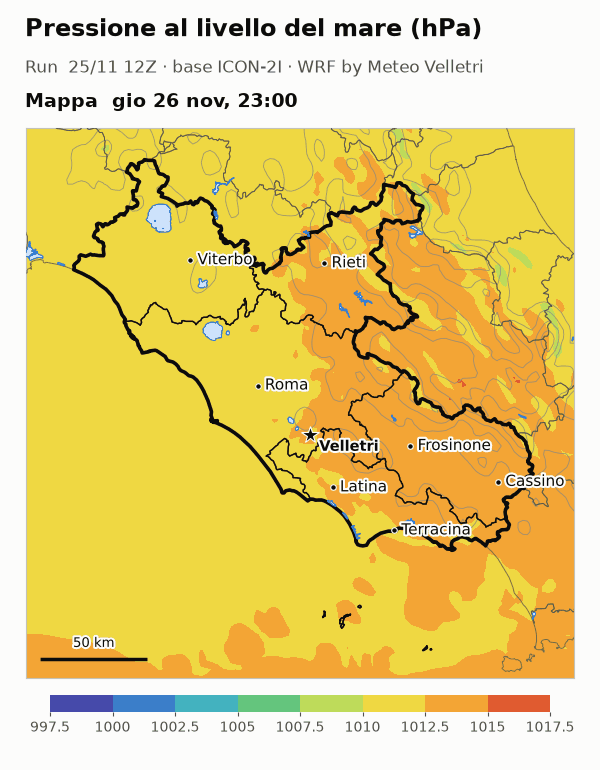 Pressione al livello del mare (hPa)
Run  25/11 12Z · base ICON-2I · WRF by Meteo Velletri
Mappa  gio 26 nov, 23:00
Viterbo
Rieti
Roma
Velletri
Frosinone
Cassino
Latina
Terracina
50 km
997.5 1000 1002.5 1005 1007.5 1010 1012.5 1015 1017.5